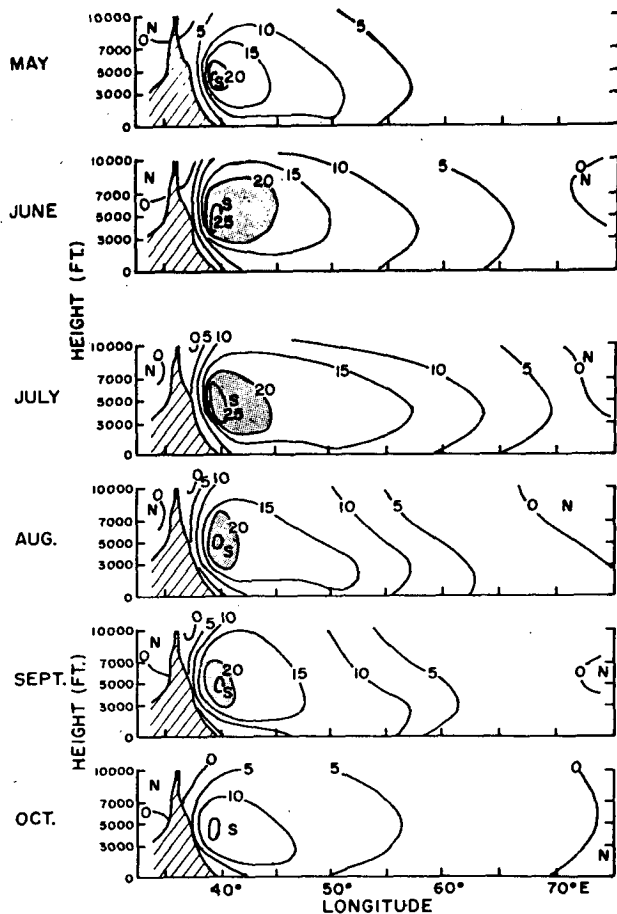 MAY
10000 N 5 10 5
7000 0 15
5000 20
3000 S
0
JUNE
HEIGHT (FT.)
10000 N 20 15 10 5 0
7000 N
5000 0 S
3000 25
0
JULY
10000 0 0 5 10 15 10 5 N
7000 N 20 0
5000 S
3000 25
0
AUG.
10000 0 0 5 10 15 10 5 0 N
7000 N 20
5000
3000 S
0
SEPT.
HEIGHT (FT.)
10000 N 0 5 10 15 10 5 0 N
7000 0 20
5000 S
3000
0
OCT.
10000 N 0 5 5 0
7000 10
5000 0 S
3000 N
0
40° 50° 60° 70°E
LONGITUDE